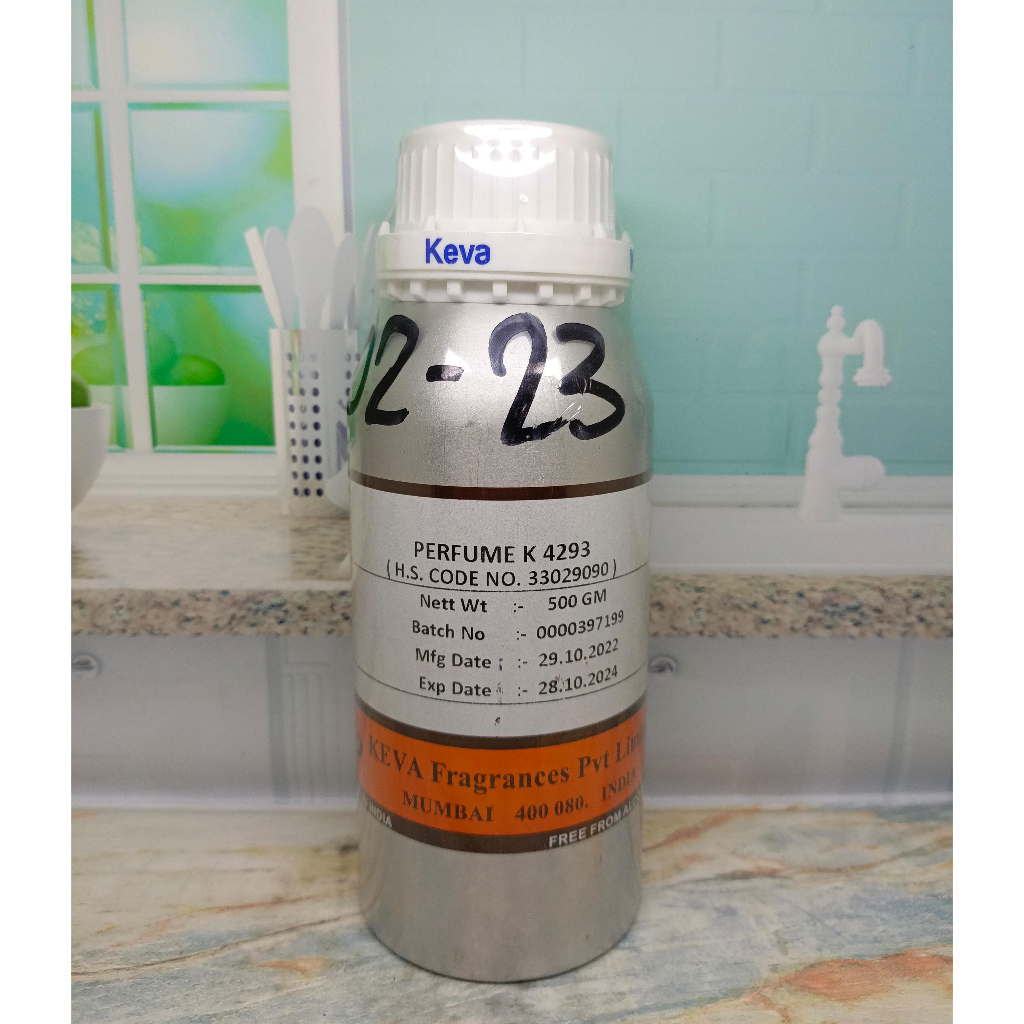 Keva
02-23
PERFUME K 4293
( H.S. CODE NO. 33029090 )
Nett Wt :- 500 GM
Batch No :- 0000397199
Mfg Date :- 29.10.2022
Exp Date :- 28.10.2024
KEVA Fragrances Pvt
MUMBAI 400 080. INDIA
INDIA
FREE FROM